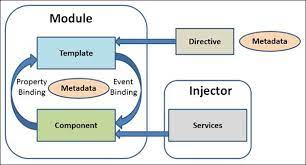 Module
Template
Directive
Metadata
Property
Binding
Metadata
Event
Binding
Injector
Component
Services